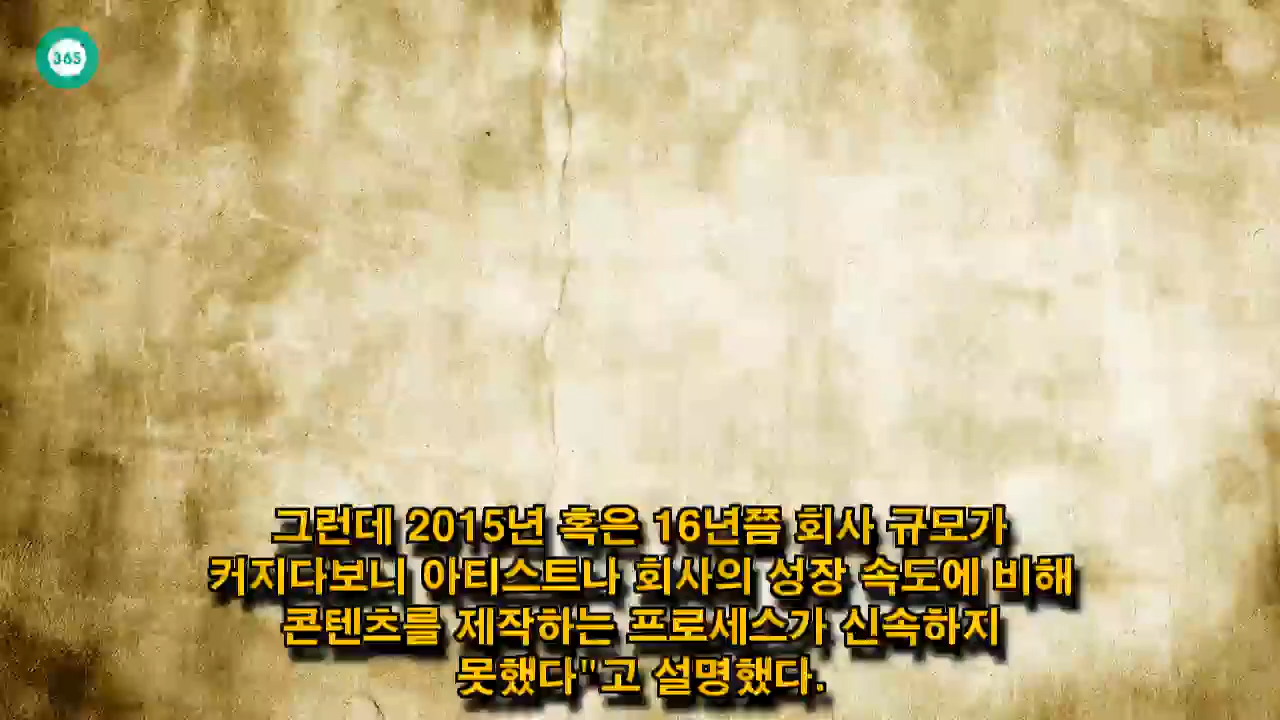 365
그런데 2015년 혹은 16년쯤 회사 규모가
커지다보니 아티스트나 회사의 성장 속도에 비해
콘텐츠를 제작하는 프로세스가 신속하지
못했다"고 설명했다.